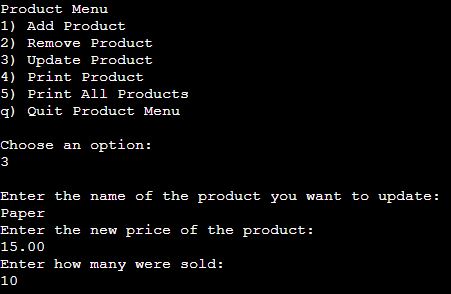 Product Menu
1) Add Product
2) Remove Product
3) Update Product
4) Print Product
5) Print All Products
q) Quit Product Menu
Choose an option:
3
Enter the name of the product you want to update:
Paper
Enter the new price of the product:
15.00
Enter how many were sold:
10